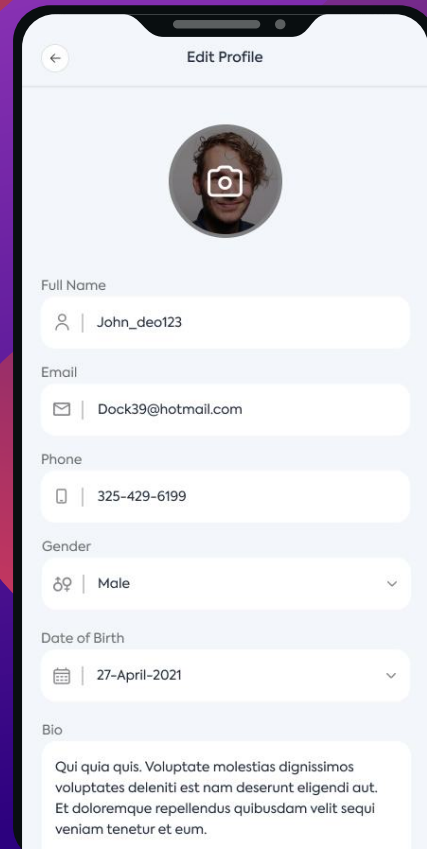 Edit Profile
Full Name
John_deo123
Email
Dock39@hotmail.com
Phone
325-429-6199
Gender
Male
Date of Birth
27-April-2021
Bio
Qui quia quis. Voluptate molestias dignissimos
voluptates deleniti est nam deserunt eligendi aut.
Et doloremque repellendus quibusdam velit sequi
veniam tenetur et eum.